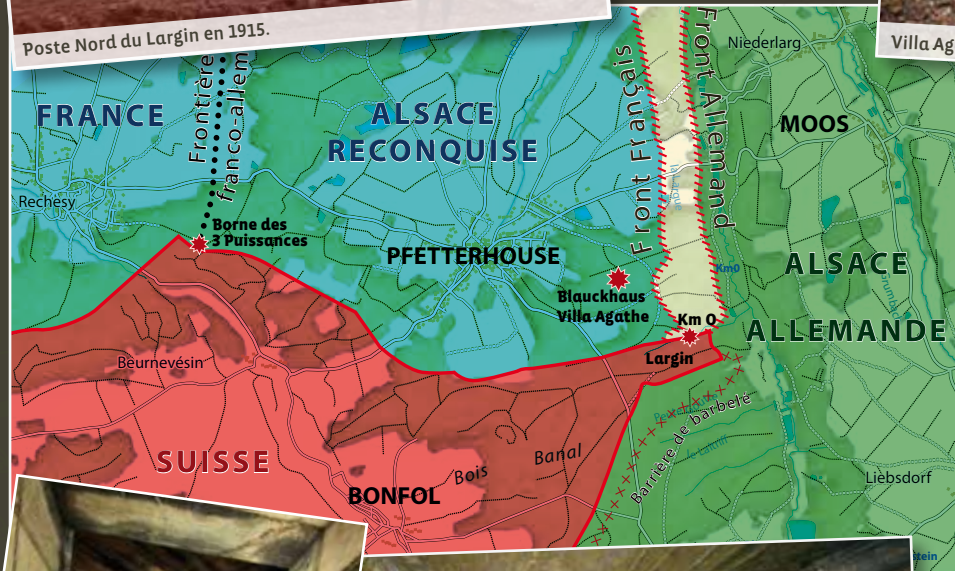 Poste Nord du Largin en 1915.
Villa Ag
Frontière
franco-allem
Front Français
Front Allemand
Niederlarg
FRANCE
ALSACE
RECONQUISE
MOOS
Rechesy
Borne des
3 Puissances
PFETTERHOUSE
Km0
ALSACE
ALLEMANDE
Blauckhaus
Villa Agathe
Km 0
Largin
Beurnevésin
Barrière de barbelé
SUISSE
Bois Banal
BONFOL
Liebsdorf
stein